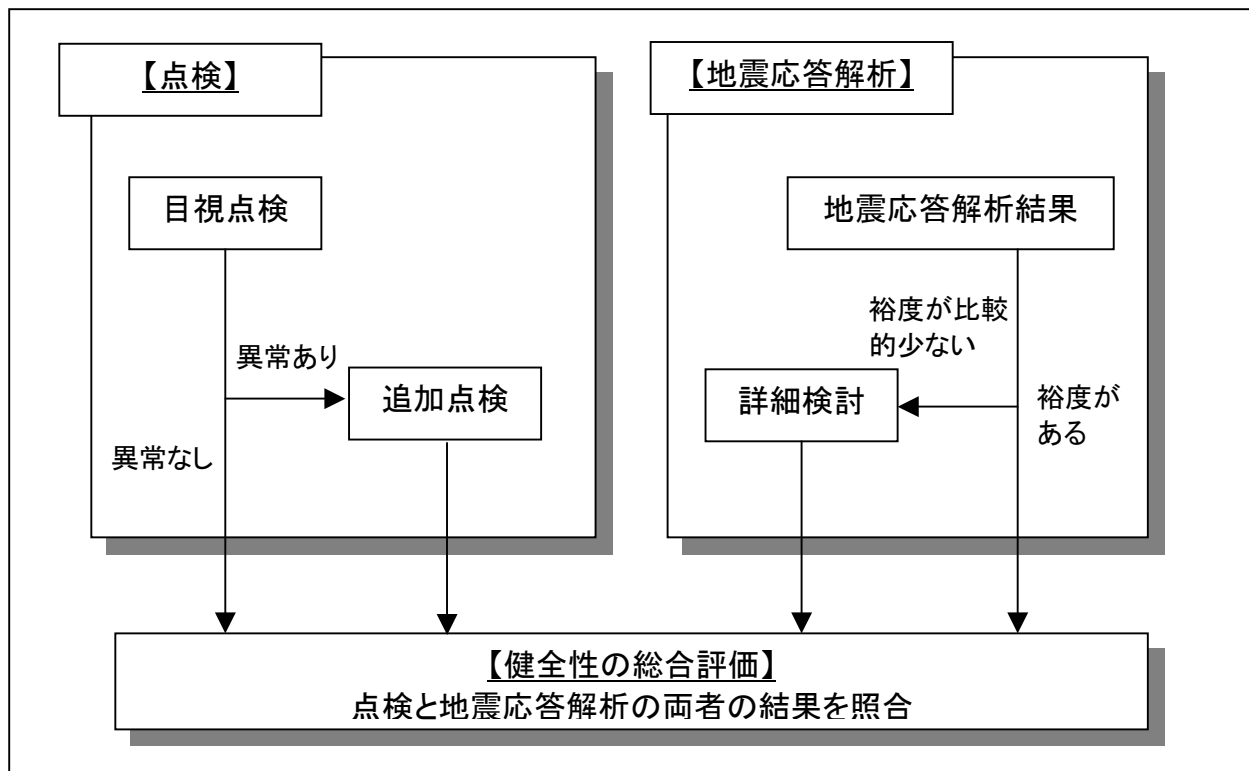 【点検】
目視点検
異常あり
追加点検
異常なし
【地震応答解析】
地震応答解析結果
裕度が比較
的少ない
詳細検討
裕度が
ある
【健全性の総合評価】
点検と地震応答解析の両者の結果を照合